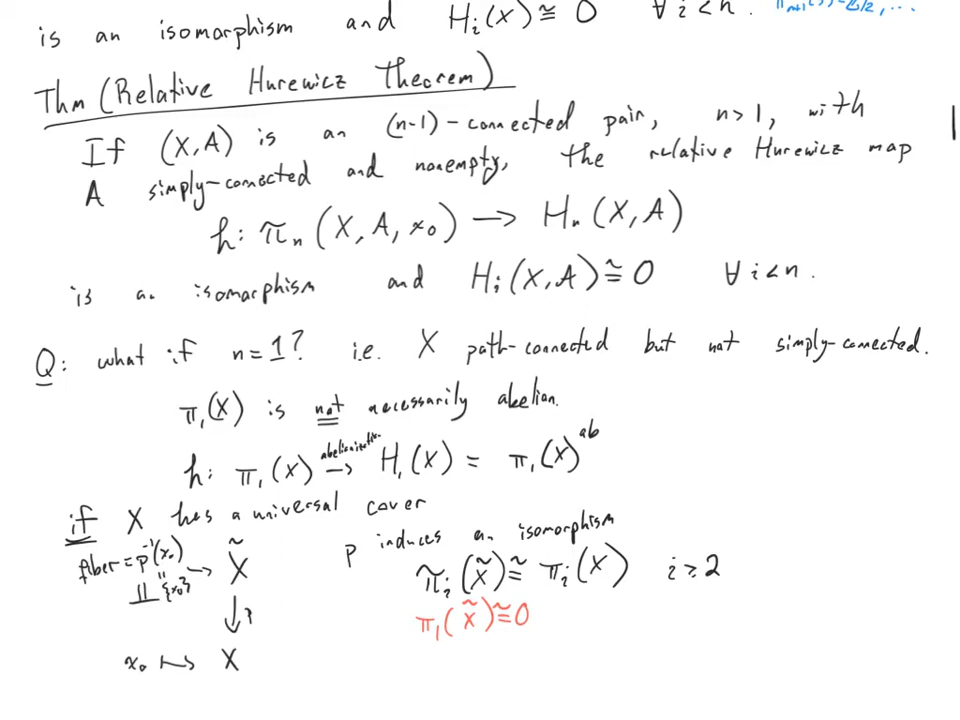 is an isomorphism and Hᵢ(X) ≅ 0 ∀ i < n.
Thm (Relative Hurewicz Theorem)
If (X,A) is an (n-1)-connected pair, n>1, with
A simply-connected and nonempty, the relative Hurewicz map
h: πₙ(X, A, x₀) → Hₙ(X, A)
is an isomorphism and Hᵢ(X,A) ≅ 0 ∀ i < n.
Q: what if n=1? i.e. X path-connected but not simply-connected.
π₁(X) is not necessarily abelian.
abelianization
h: π₁(X) → H₁(X) = π₁(X)ᵃᵇ
if X has a universal cover
fiber = p⁻¹(x₀) → X̃
p induces an isomorphism
∐ {x₀}
πᵢ(X̃) ≅ πᵢ(X) i ≥ 2
↓ p
π₁(X̃) ≅ 0
x₀ ↦ X